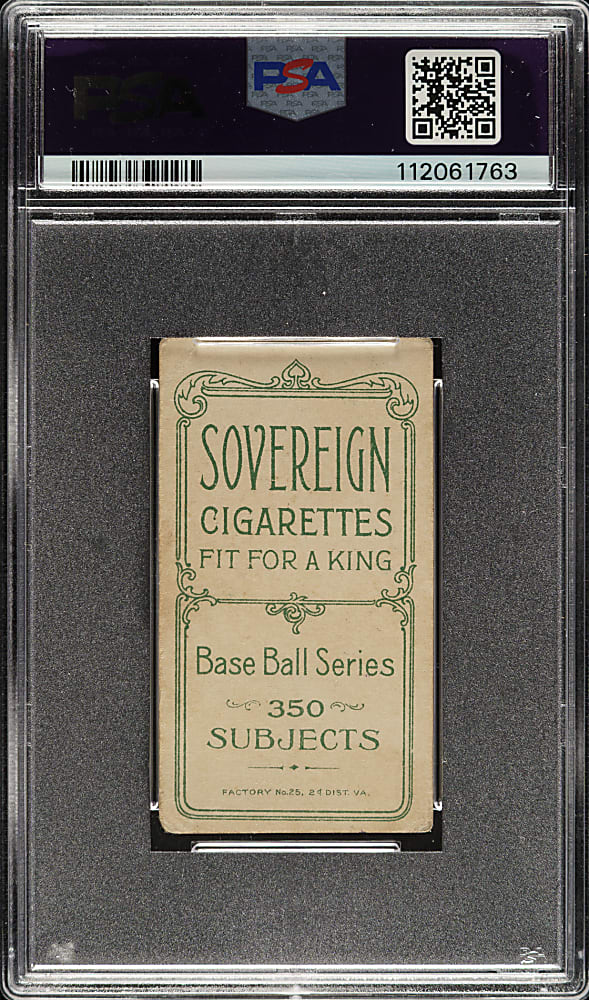 PSA
112061763
SOVEREIGN
CIGARETTES
FIT FOR A KING
Base Ball Series
350
SUBJECTS
FACTORY No. 25, 2d DIST. VA.